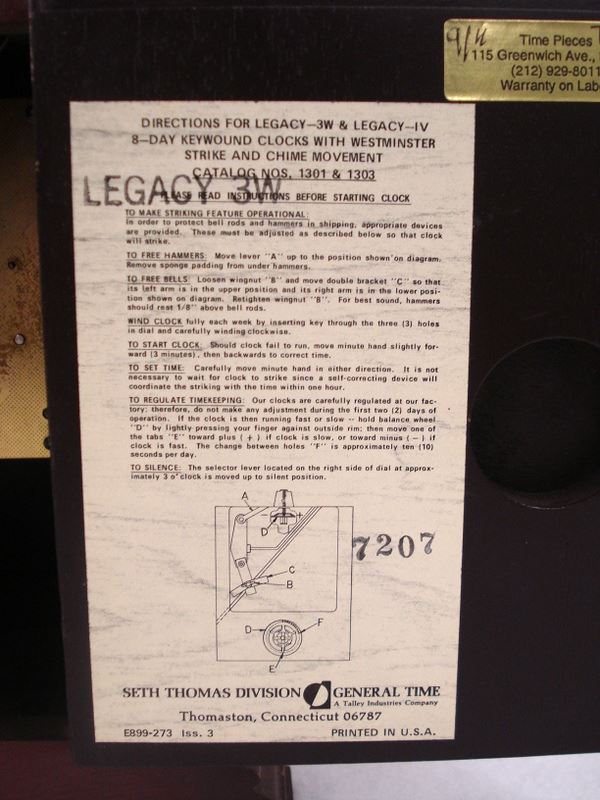 9/4
Time Pieces
115 Greenwich Ave.,
(212) 929-8011
Warranty on Lab
DIRECTIONS FOR LEGACY—3W & LEGACY—IV
8—DAY KEYWOUND CLOCKS WITH WESTMINSTER
STRIKE AND CHIME MOVEMENT
CATALOG NOS. 1301 & 1303
LEGACY 3W
PLEASE READ INSTRUCTIONS BEFORE STARTING CLOCK
TO MAKE STRIKING FEATURE OPERATIONAL:
In order to protect bell rods and hammers in shipping, appropriate devices
are provided. These must be adjusted as described below so that clock
will strike.
TO FREE HAMMERS: Move lever "A" up to the position shown on diagram.
Remove sponge padding from under hammers.
TO FREE BELLS: Loosen wingnut "B" and move double bracket "C" so that
its left arm is in the upper position and its right arm is in the lower posi-
tion shown on diagram. Retighten wingnut "B". For best sound, hammers
should rest 1/8" above bell rods.
WIND CLOCK fully each week by inserting key through the three (3) holes
in dial and carefully winding clockwise.
TO START CLOCK: Should clock fail to run, move minute hand slightly for-
ward (3 minutes), then backwards to correct time.
TO SET TIME: Carefully move minute hand in either direction. It is not
necessary to wait for clock to strike since a self-correcting device will
coordinate the striking with the time within one hour.
TO REGULATE TIMEKEEPING: Our clocks are carefully regulated at our fac-
tory; therefore, do not make any adjustment during the first two (2) days of
operation. If the clock is then running fast or slow -- hold balance wheel
"D" by lightly pressing your finger against outside rim; then move one of
the tabs "E" toward plus (+) if clock is slow, or toward minus (—) if
clock is fast. The change between holes "F" is approximately ten (10)
seconds per day.
TO SILENCE: The selector lever located on the right side of dial at approx-
imately 3 o'clock is moved up to silent position.
A
D
+
7207
C
B
D
F
E
SETH THOMAS DIVISION GENERAL TIME
A Talley Industries Company
Thomaston, Connecticut 06787
E899-273 Iss. 3
PRINTED IN U.S.A.